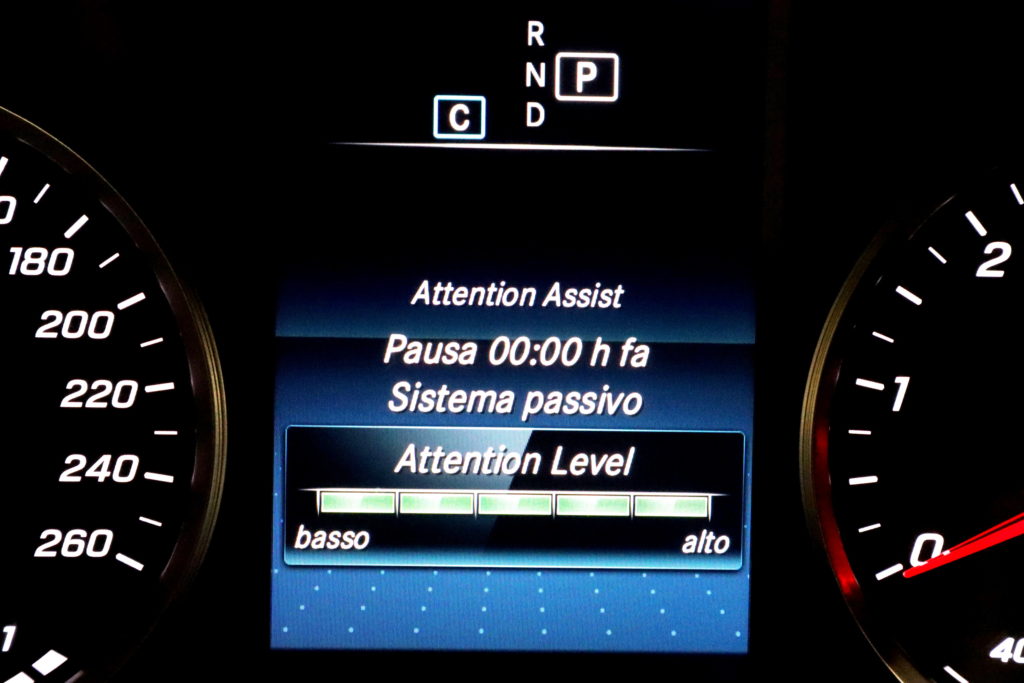 R
N P
C D
180
200
220
240
260
Attention Assist
Pausa 00:00 h fa
Sistema passivo
Attention Level
basso alto
2
1
0